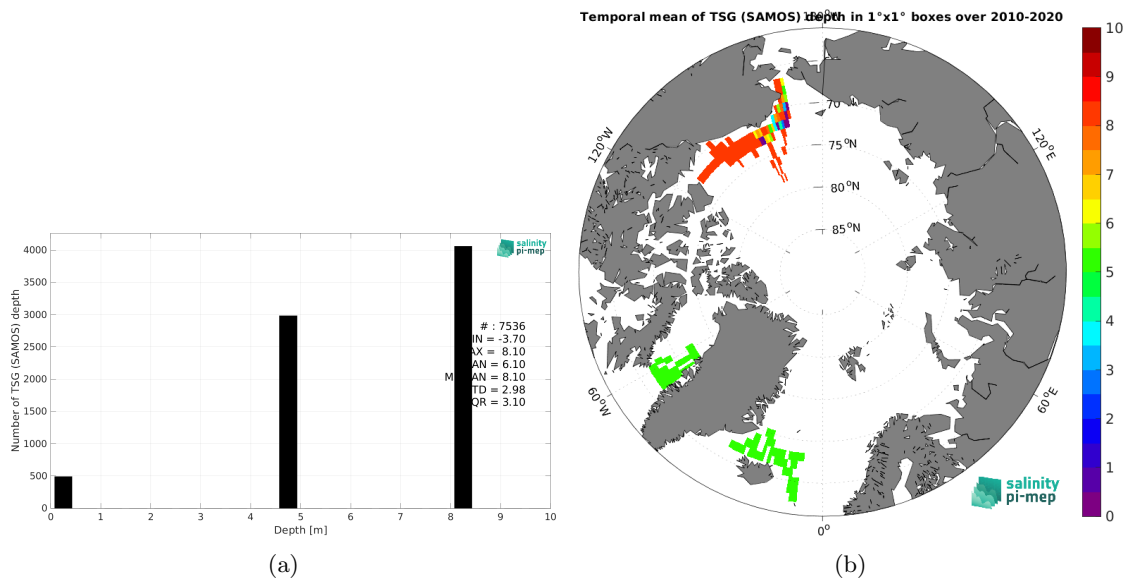 Temporal mean of TSG (SAMOS) depth in 1°x1° boxes over 2010-2020
120°W
120°E
60°W
60°E
0°
70°N
75°N
80°N
85°N
10
9
8
7
6
5
4
3
2
1
0
salinity
pi-mep
Number of TSG (SAMOS) depth
4000
3500
3000
2500
2000
1500
1000
500
0
salinity
pi-mep
# : 7536
IN = -3.70
AX = 8.10
AN = 6.10
M AN = 8.10
TD = 2.98
QR = 3.10
0 1 2 3 4 5 6 7 8 9 10
Depth [m]
(a)
(b)